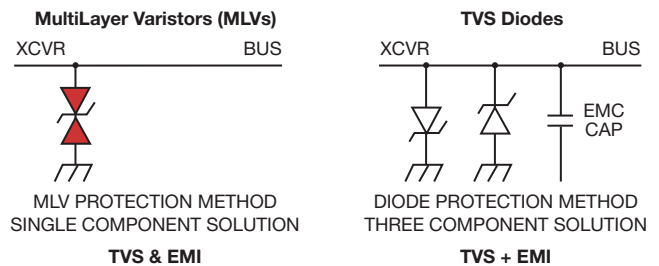 MultiLayer Varistors (MLVs)
XCVR BUS
MLV PROTECTION METHOD
SINGLE COMPONENT SOLUTION
TVS & EMI
TVS Diodes
XCVR BUS
EMC
CAP
DIODE PROTECTION METHOD
THREE COMPONENT SOLUTION
TVS + EMI